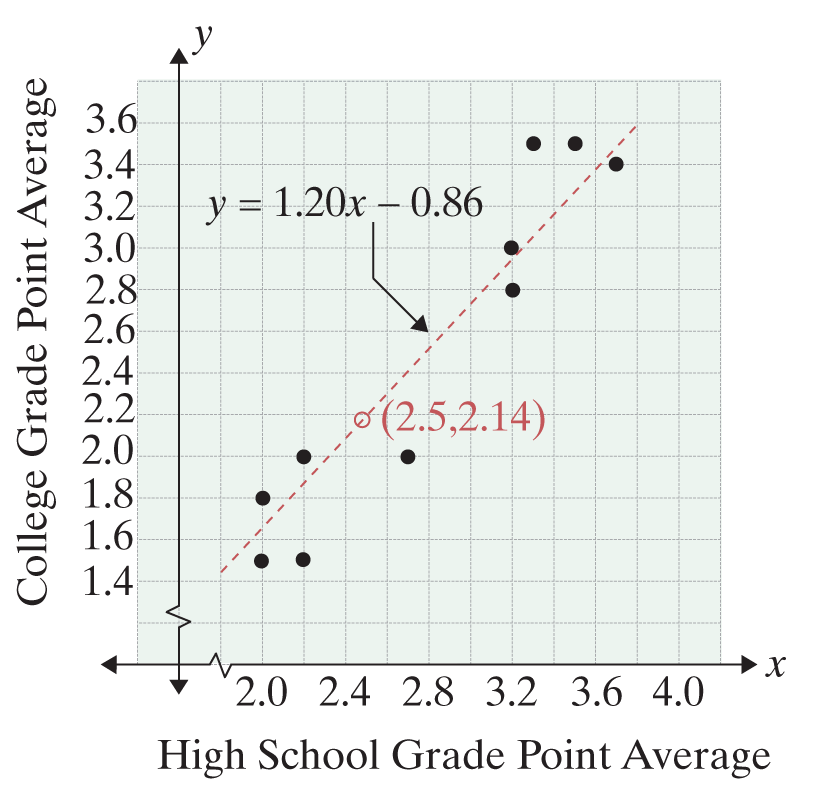 y
College Grade Point Average
3.6
3.4
3.2
3.0
2.8
2.6
2.4
2.2
2.0
1.8
1.6
1.4
y = 1.20x − 0.86
(2.5,2.14)
x
2.0 2.4 2.8 3.2 3.6 4.0
High School Grade Point Average